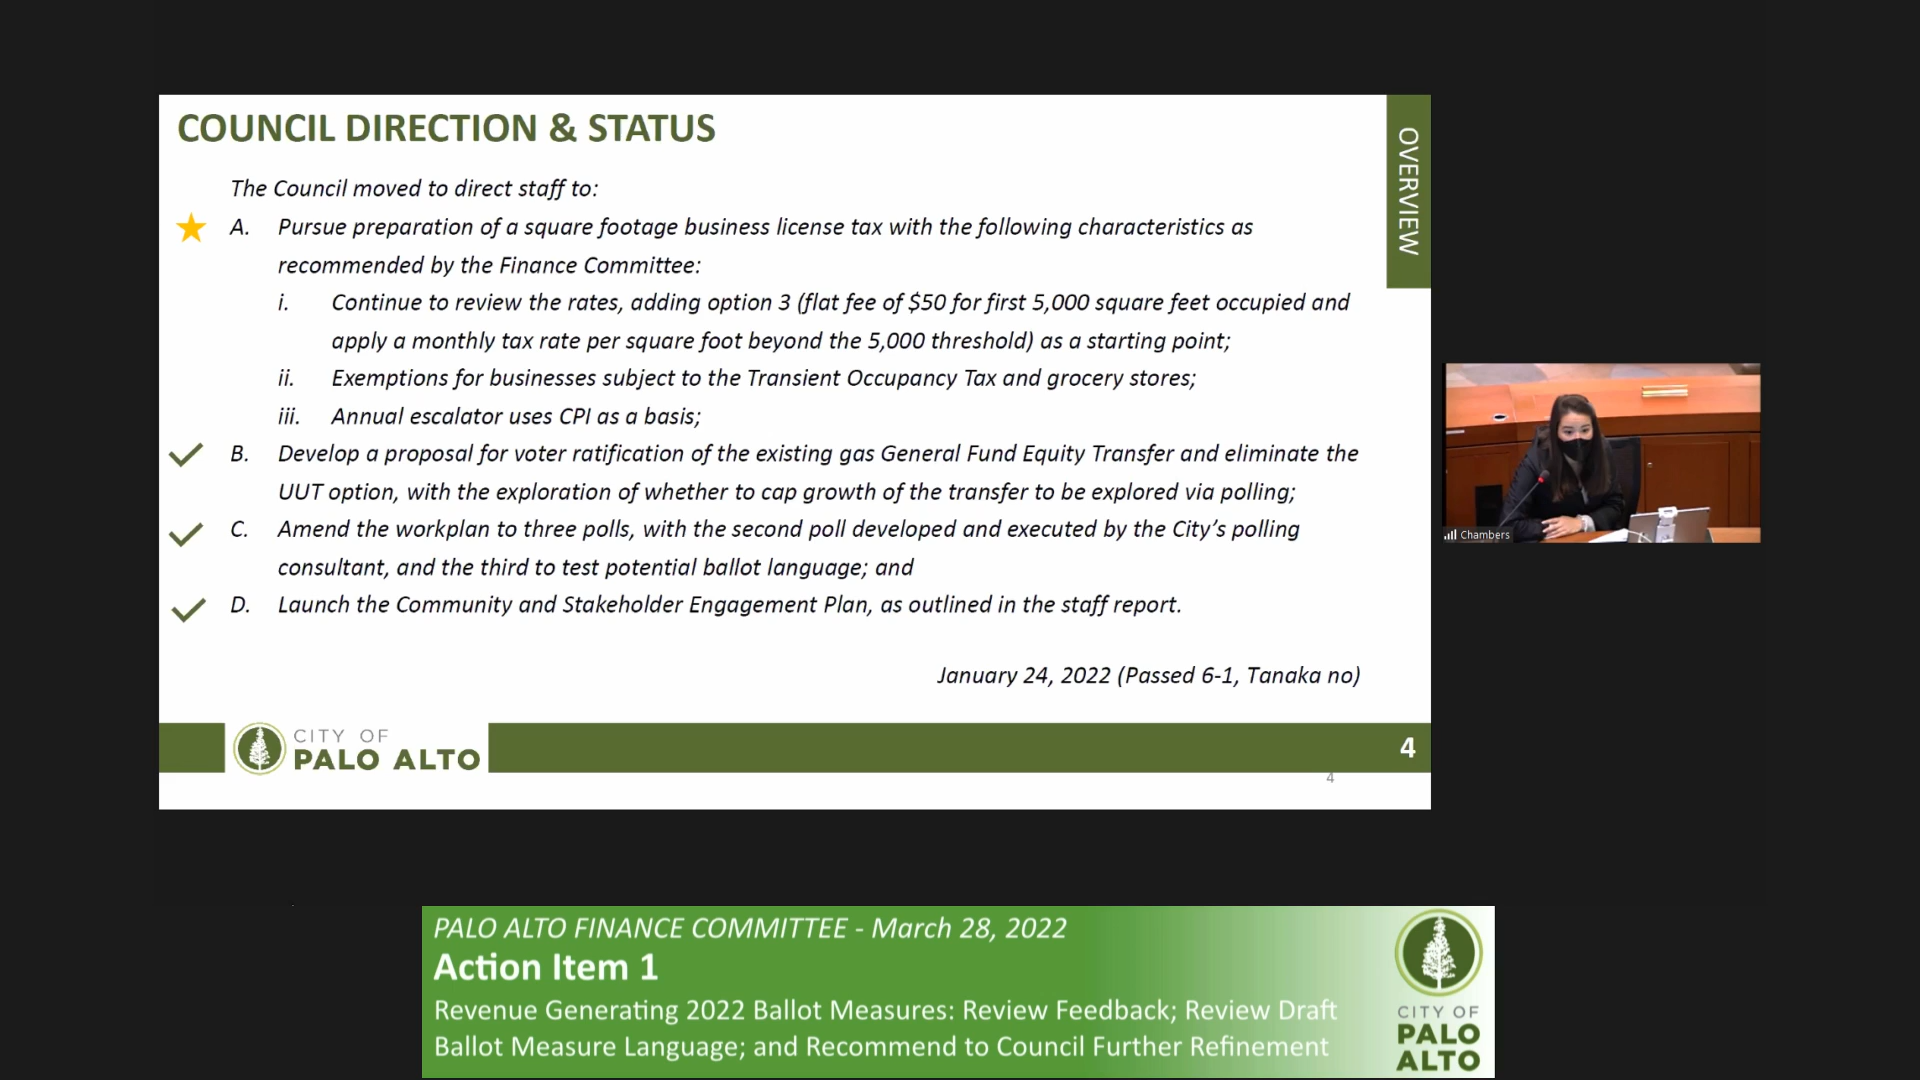 COUNCIL DIRECTION & STATUS
OVERVIEW
The Council moved to direct staff to:
A. Pursue preparation of a square footage business license tax with the following characteristics as
recommended by the Finance Committee:
i. Continue to review the rates, adding option 3 (flat fee of $50 for first 5,000 square feet occupied and
apply a monthly tax rate per square foot beyond the 5,000 threshold) as a starting point;
ii. Exemptions for businesses subject to the Transient Occupancy Tax and grocery stores;
iii. Annual escalator uses CPI as a basis;
B. Develop a proposal for voter ratification of the existing gas General Fund Equity Transfer and eliminate the
UUT option, with the exploration of whether to cap growth of the transfer to be explored via polling;
C. Amend the workplan to three polls, with the second poll developed and executed by the City's polling
consultant, and the third to test potential ballot language; and
D. Launch the Community and Stakeholder Engagement Plan, as outlined in the staff report.
January 24, 2022 (Passed 6-1, Tanaka no)
CITY OF
PALO ALTO
4
4
Chambers
PALO ALTO FINANCE COMMITTEE - March 28, 2022
Action Item 1
Revenue Generating 2022 Ballot Measures: Review Feedback; Review Draft
Ballot Measure Language; and Recommend to Council Further Refinement
CITY OF
PALO
ALTO